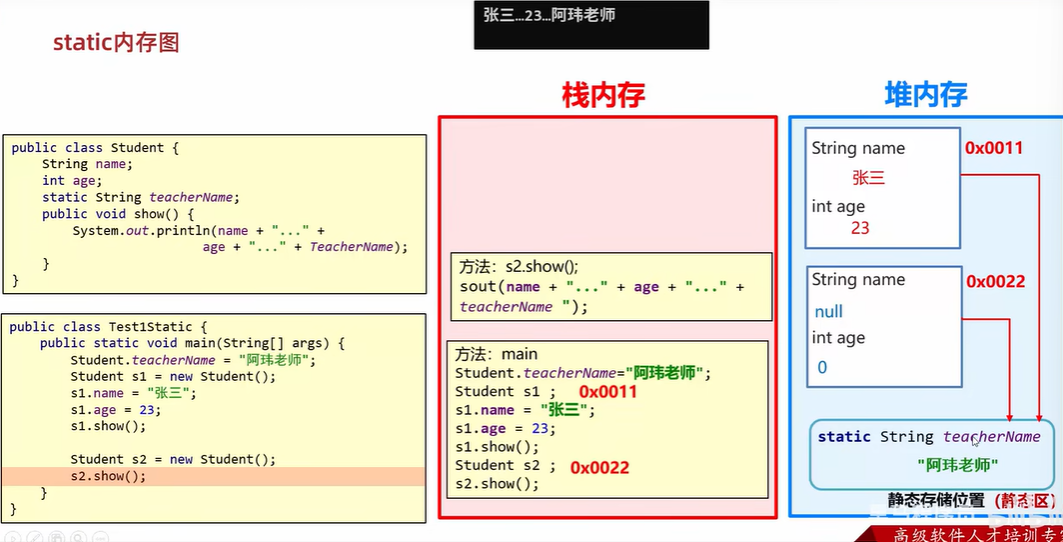 张三...23...阿玮老师
static内存图
栈内存
堆内存
public class Student {
String name;
int age;
static String teacherName;
public void show() {
System.out.println(name + "..." +
age + "..." + TeacherName);
}
}
public class Test1Static {
public static void main(String[] args) {
Student.teacherName = "阿玮老师";
Student s1 = new Student();
s1.name = "张三";
s1.age = 23;
s1.show();
Student s2 = new Student();
s2.show();
}
}
方法：s2.show();
sout(name + "..." + age + "..." +
teacherName ");
方法：main
Student.teacherName="阿玮老师";
Student s1 ; 0x0011
s1.name = "张三";
s1.age = 23;
s1.show();
Student s2 ; 0x0022
s2.show();
String name
张三
int age
23
0x0011
String name
null
int age
0
0x0022
static String teacherName
"阿玮老师"
静态存储位置（静态区）
高级软件人才培训专